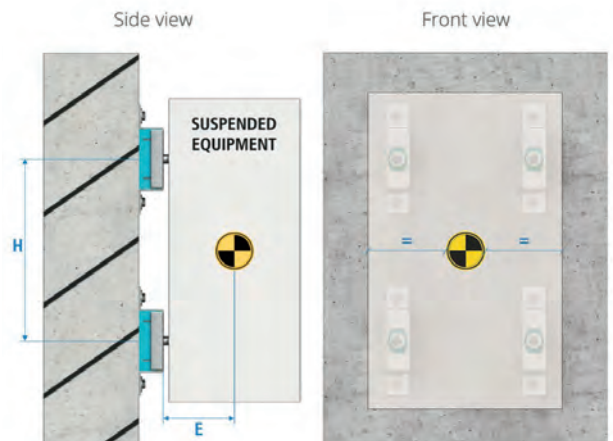 Side view
Front view
SUSPENDED
EQUIPMENT
H
=
=
E